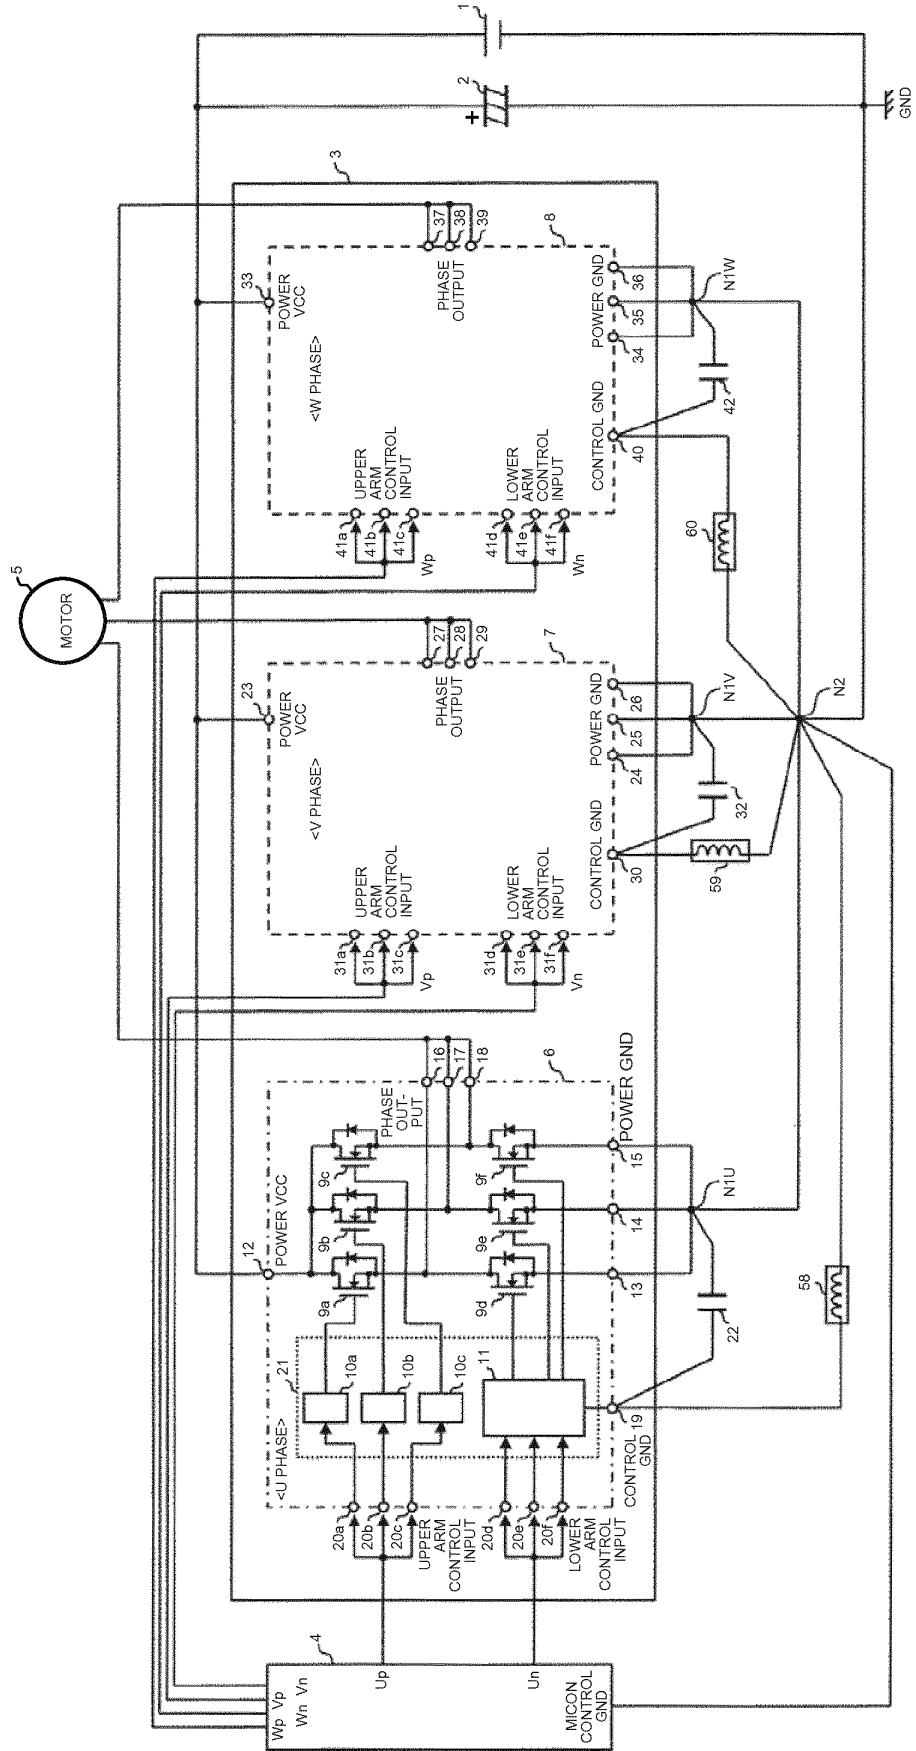 1
2
+
GND
3
5
MOTOR
33
POWER
VCC
<W PHASE>
37
38
39
PHASE
OUTPUT
8
36
35
34
POWER GND
N1W
42
CONTROL GND
40
UPPER
ARM
CONTROL
INPUT
41a
41b
41c
Wp
LOWER
ARM
CONTROL
INPUT
41d
41e
41f
Wn
60
23
POWER
VCC
<V PHASE>
27
28
29
PHASE
OUTPUT
7
26
25
24
POWER GND
N1V
N2
32
CONTROL GND
30
59
UPPER
ARM
CONTROL
INPUT
31a
31b
31c
Vp
LOWER
ARM
CONTROL
INPUT
31d
31e
31f
Vn
12
POWER VCC
16
17
18
PHASE
OUT-
PUT
6
POWER GND
15
14
13
N1U
9a
9b
9c
9d
9e
9f
21
10a
10b
10c
11
<U PHASE>
22
58
19
CONTROL
GND
20a
20b
20c
UPPER
ARM
CONTROL
INPUT
20d
20e
20f
LOWER
ARM
CONTROL
INPUT
4
Wp Vp
Wn Vn
Up
Un
MICON
CONTROL
GND